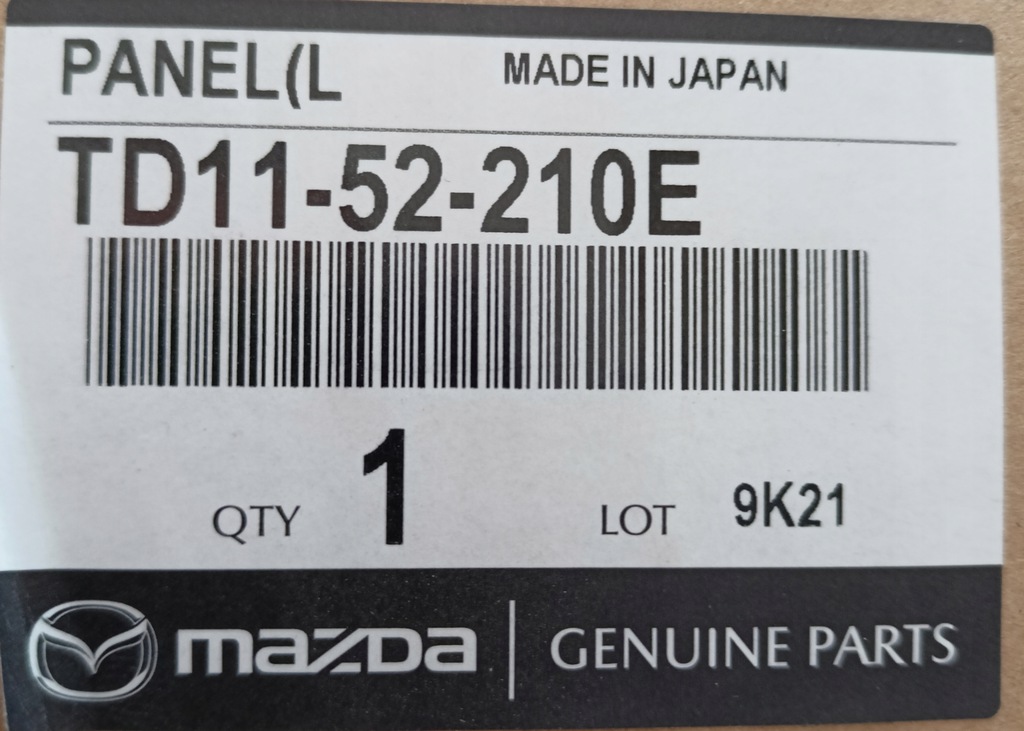 PANEL(L MADE IN JAPAN
TD11-52-210E
QTY 1 LOT 9K21
mazda GENUINE PARTS